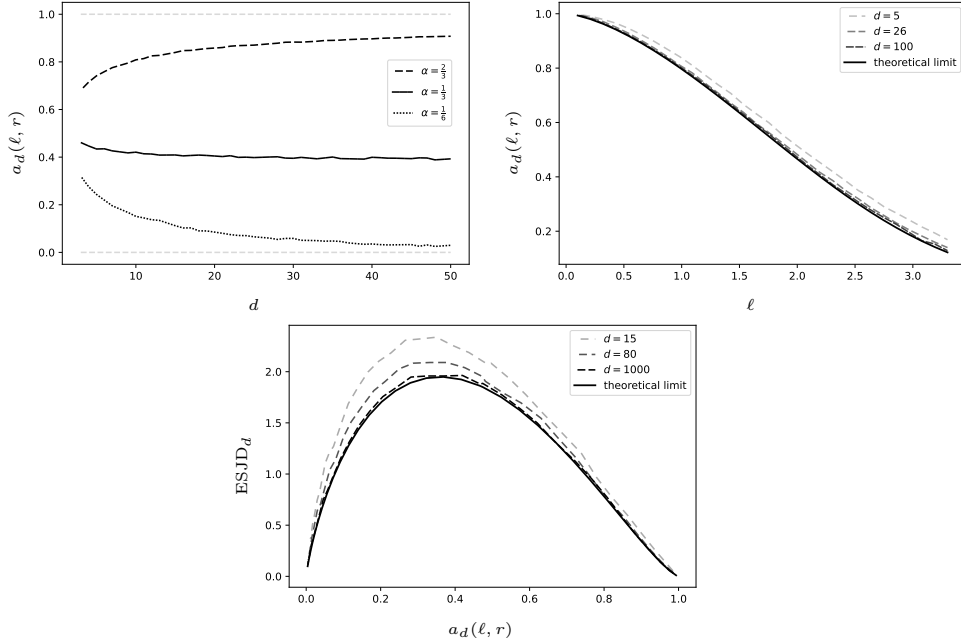 1.0
0.8
0.6
0.4
0.2
0.0
a_d(ℓ, r)
10 20 30 40 50
d
α = 2/3
α = 1/3
α = 1/6
1.0
0.8
0.6
0.4
0.2
a_d(ℓ, r)
0.0 0.5 1.0 1.5 2.0 2.5 3.0
ℓ
d = 5
d = 26
d = 100
theoretical limit
2.0
1.5
1.0
0.5
0.0
ESJD_d
0.0 0.2 0.4 0.6 0.8 1.0
a_d(ℓ, r)
d = 15
d = 80
d = 1000
theoretical limit